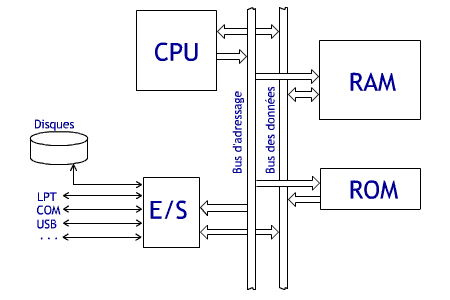 CPU
RAM
Bus d'adressage
Bus des données
Disques
LPT
COM
USB
...
E/S
ROM